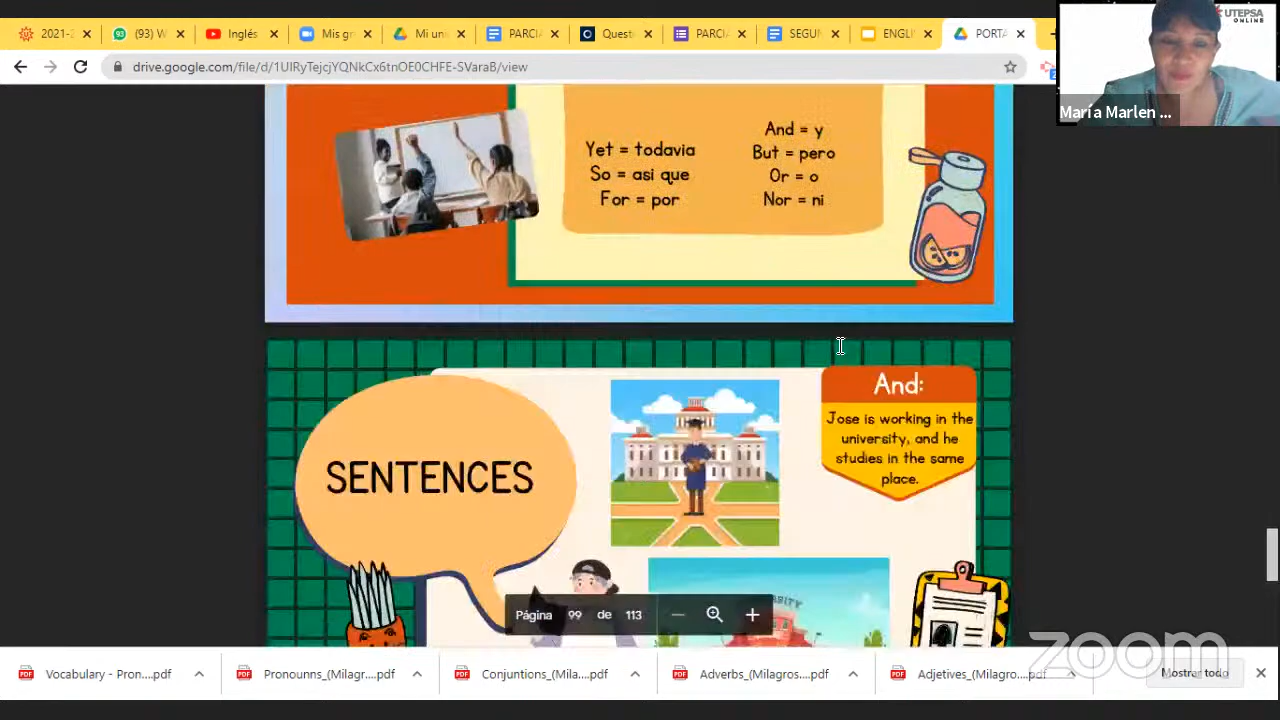 2021-2
(93) W
Inglés
Mis gr
Mi un
PARCI
Quest
PARCI
SEGUN
ENGLI
PORTA
UTEPSA
ONLINE
drive.google.com/file/d/1UIRyTejcjYQNkCx6tnOE0CHFE-SVaraB/view
María Marlen ...
And = y
Yet = todavia
But = pero
So = asi que
Or = o
For = por
Nor = ni
And:
Jose is working in the
university, and he
studies in the same
place.
SENTENCES
Página 99 de 113
zoom
Vocabulary - Pron....pdf
Pronounns_(Milagr....pdf
Conjuntions_(Mila....pdf
Adverbs_(Milagros....pdf
Adjetives_(Milagro....pdf
Mostrar todo